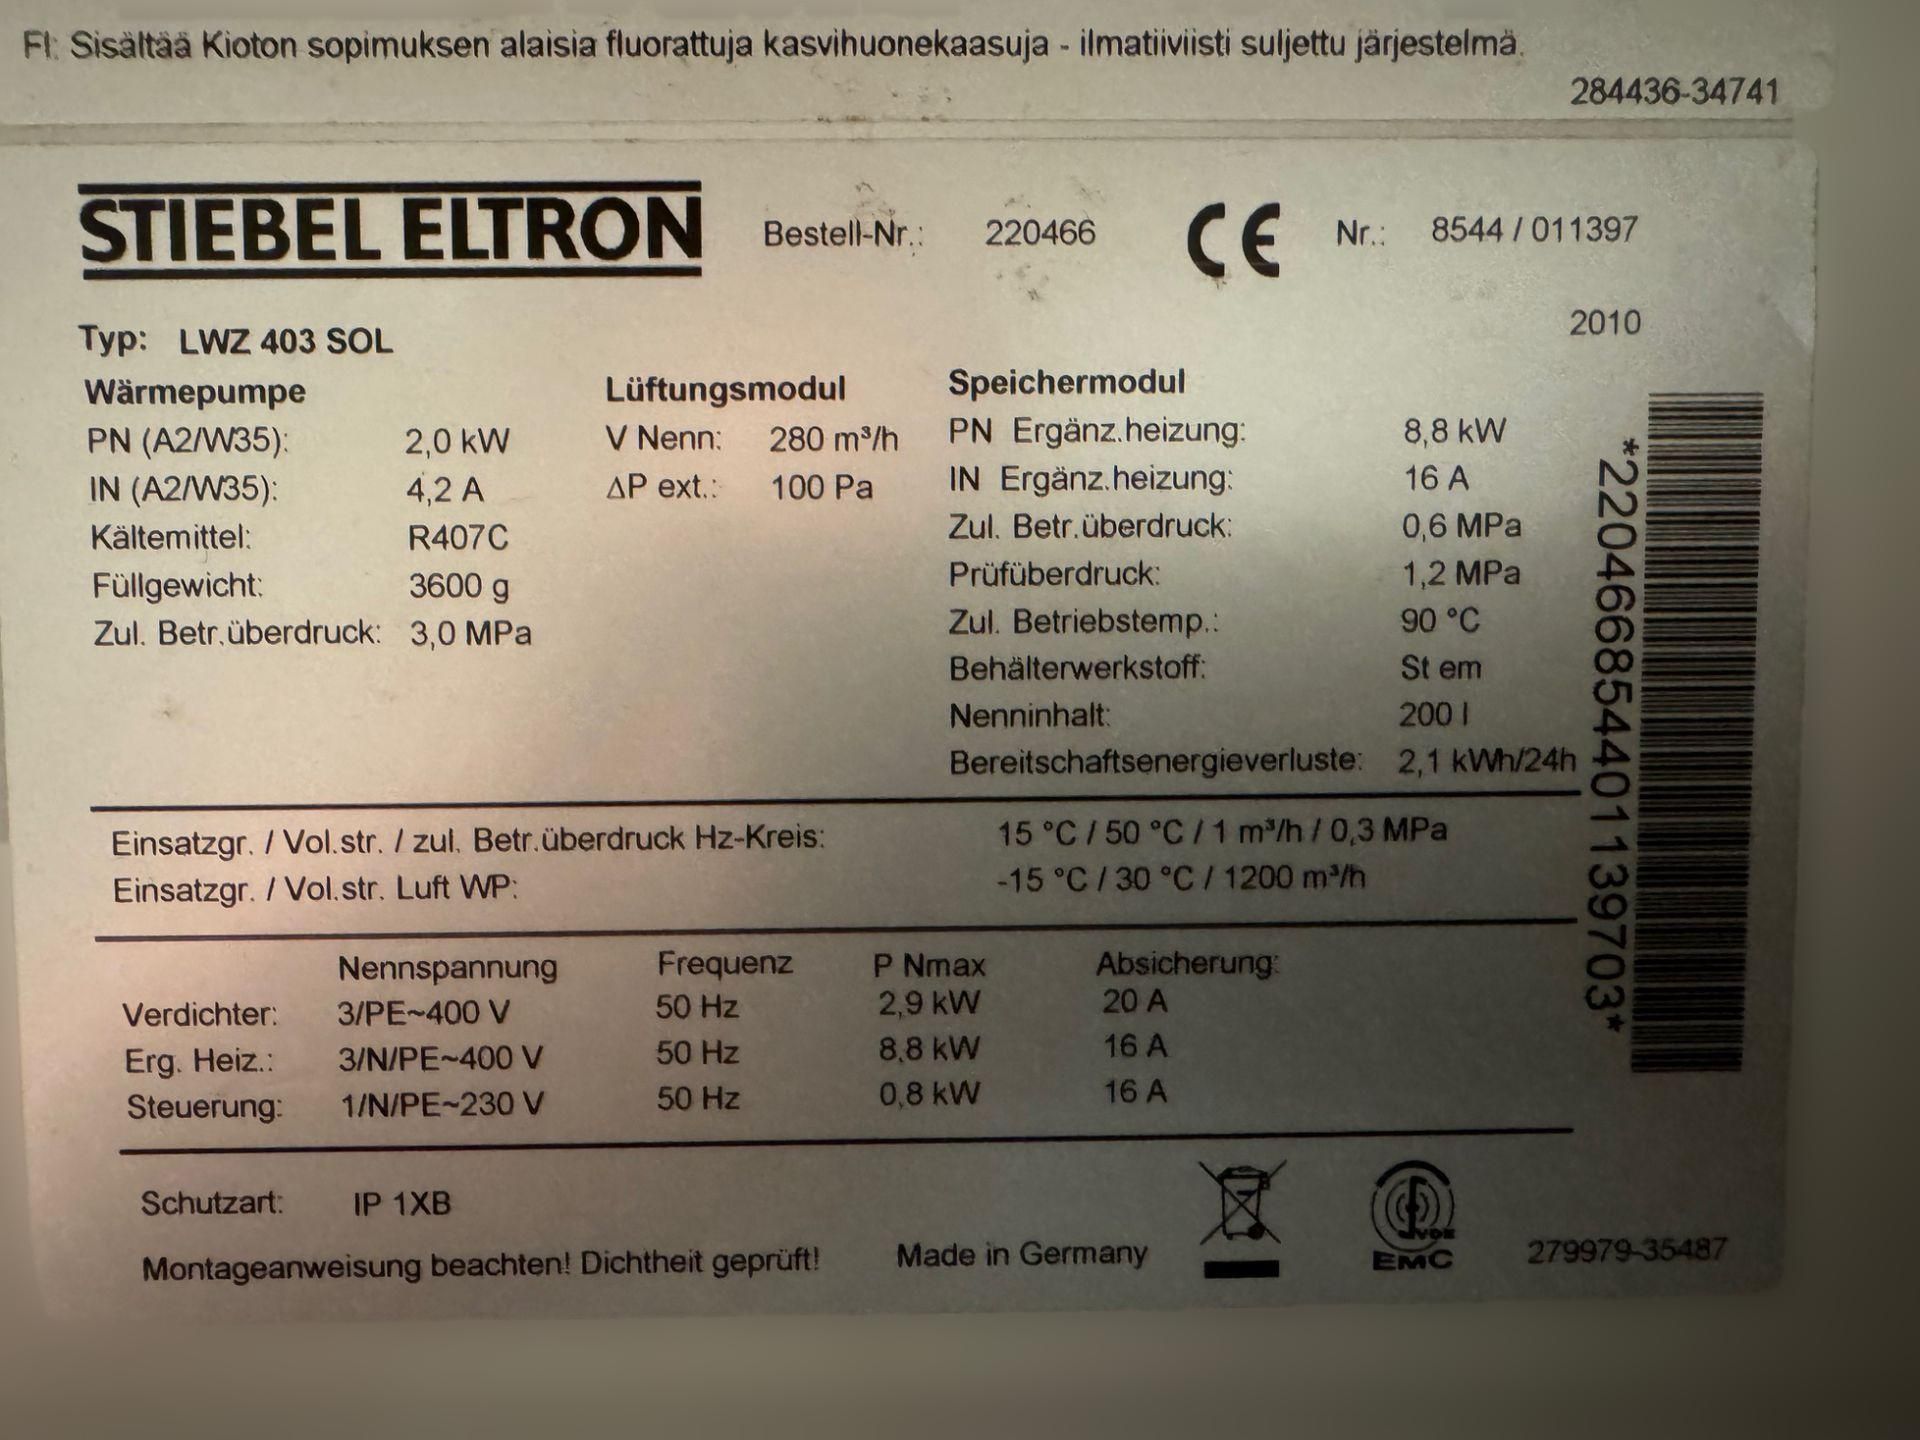 FI: Sisältää Kioton sopimuksen alaisia fluorattuja kasvihuonekaasuja - ilmatiiviisti suljettu järjestelmä.
284436-34741
STIEBEL ELTRON Bestell-Nr.: 220466 CE Nr.: 8544 / 011397
2010
Typ: LWZ 403 SOL
Wärmepumpe Lüftungsmodul Speichermodul
PN (A2/W35): 2,0 kW V Nenn: 280 m³/h PN Ergänz.heizung: 8,8 kW
IN (A2/W35): 4,2 A ΔP ext.: 100 Pa IN Ergänz.heizung: 16 A
Kältemittel: R407C Zul. Betr.überdruck: 0,6 MPa
Füllgewicht: 3600 g Prüfüberdruck: 1,2 MPa
Zul. Betr.überdruck: 3,0 MPa Zul. Betriebstemp.: 90 °C
Behälterwerkstoff: St em
Nenninhalt: 200 l
Bereitschaftsenergieverluste: 2,1 kWh/24h
*220466854401139703*
Einsatzgr. / Vol.str. / zul. Betr.überdruck Hz-Kreis: 15 °C / 50 °C / 1 m³/h / 0,3 MPa
Einsatzgr. / Vol.str. Luft WP: -15 °C / 30 °C / 1200 m³/h
Nennspannung Frequenz P Nmax Absicherung:
Verdichter: 3/PE~400 V 50 Hz 2,9 kW 20 A
Erg. Heiz.: 3/N/PE~400 V 50 Hz 8,8 kW 16 A
Steuerung: 1/N/PE~230 V 50 Hz 0,8 kW 16 A
Schutzart: IP 1XB
Montageanweisung beachten! Dichtheit geprüft! Made in Germany VDE EMC 279979-35487